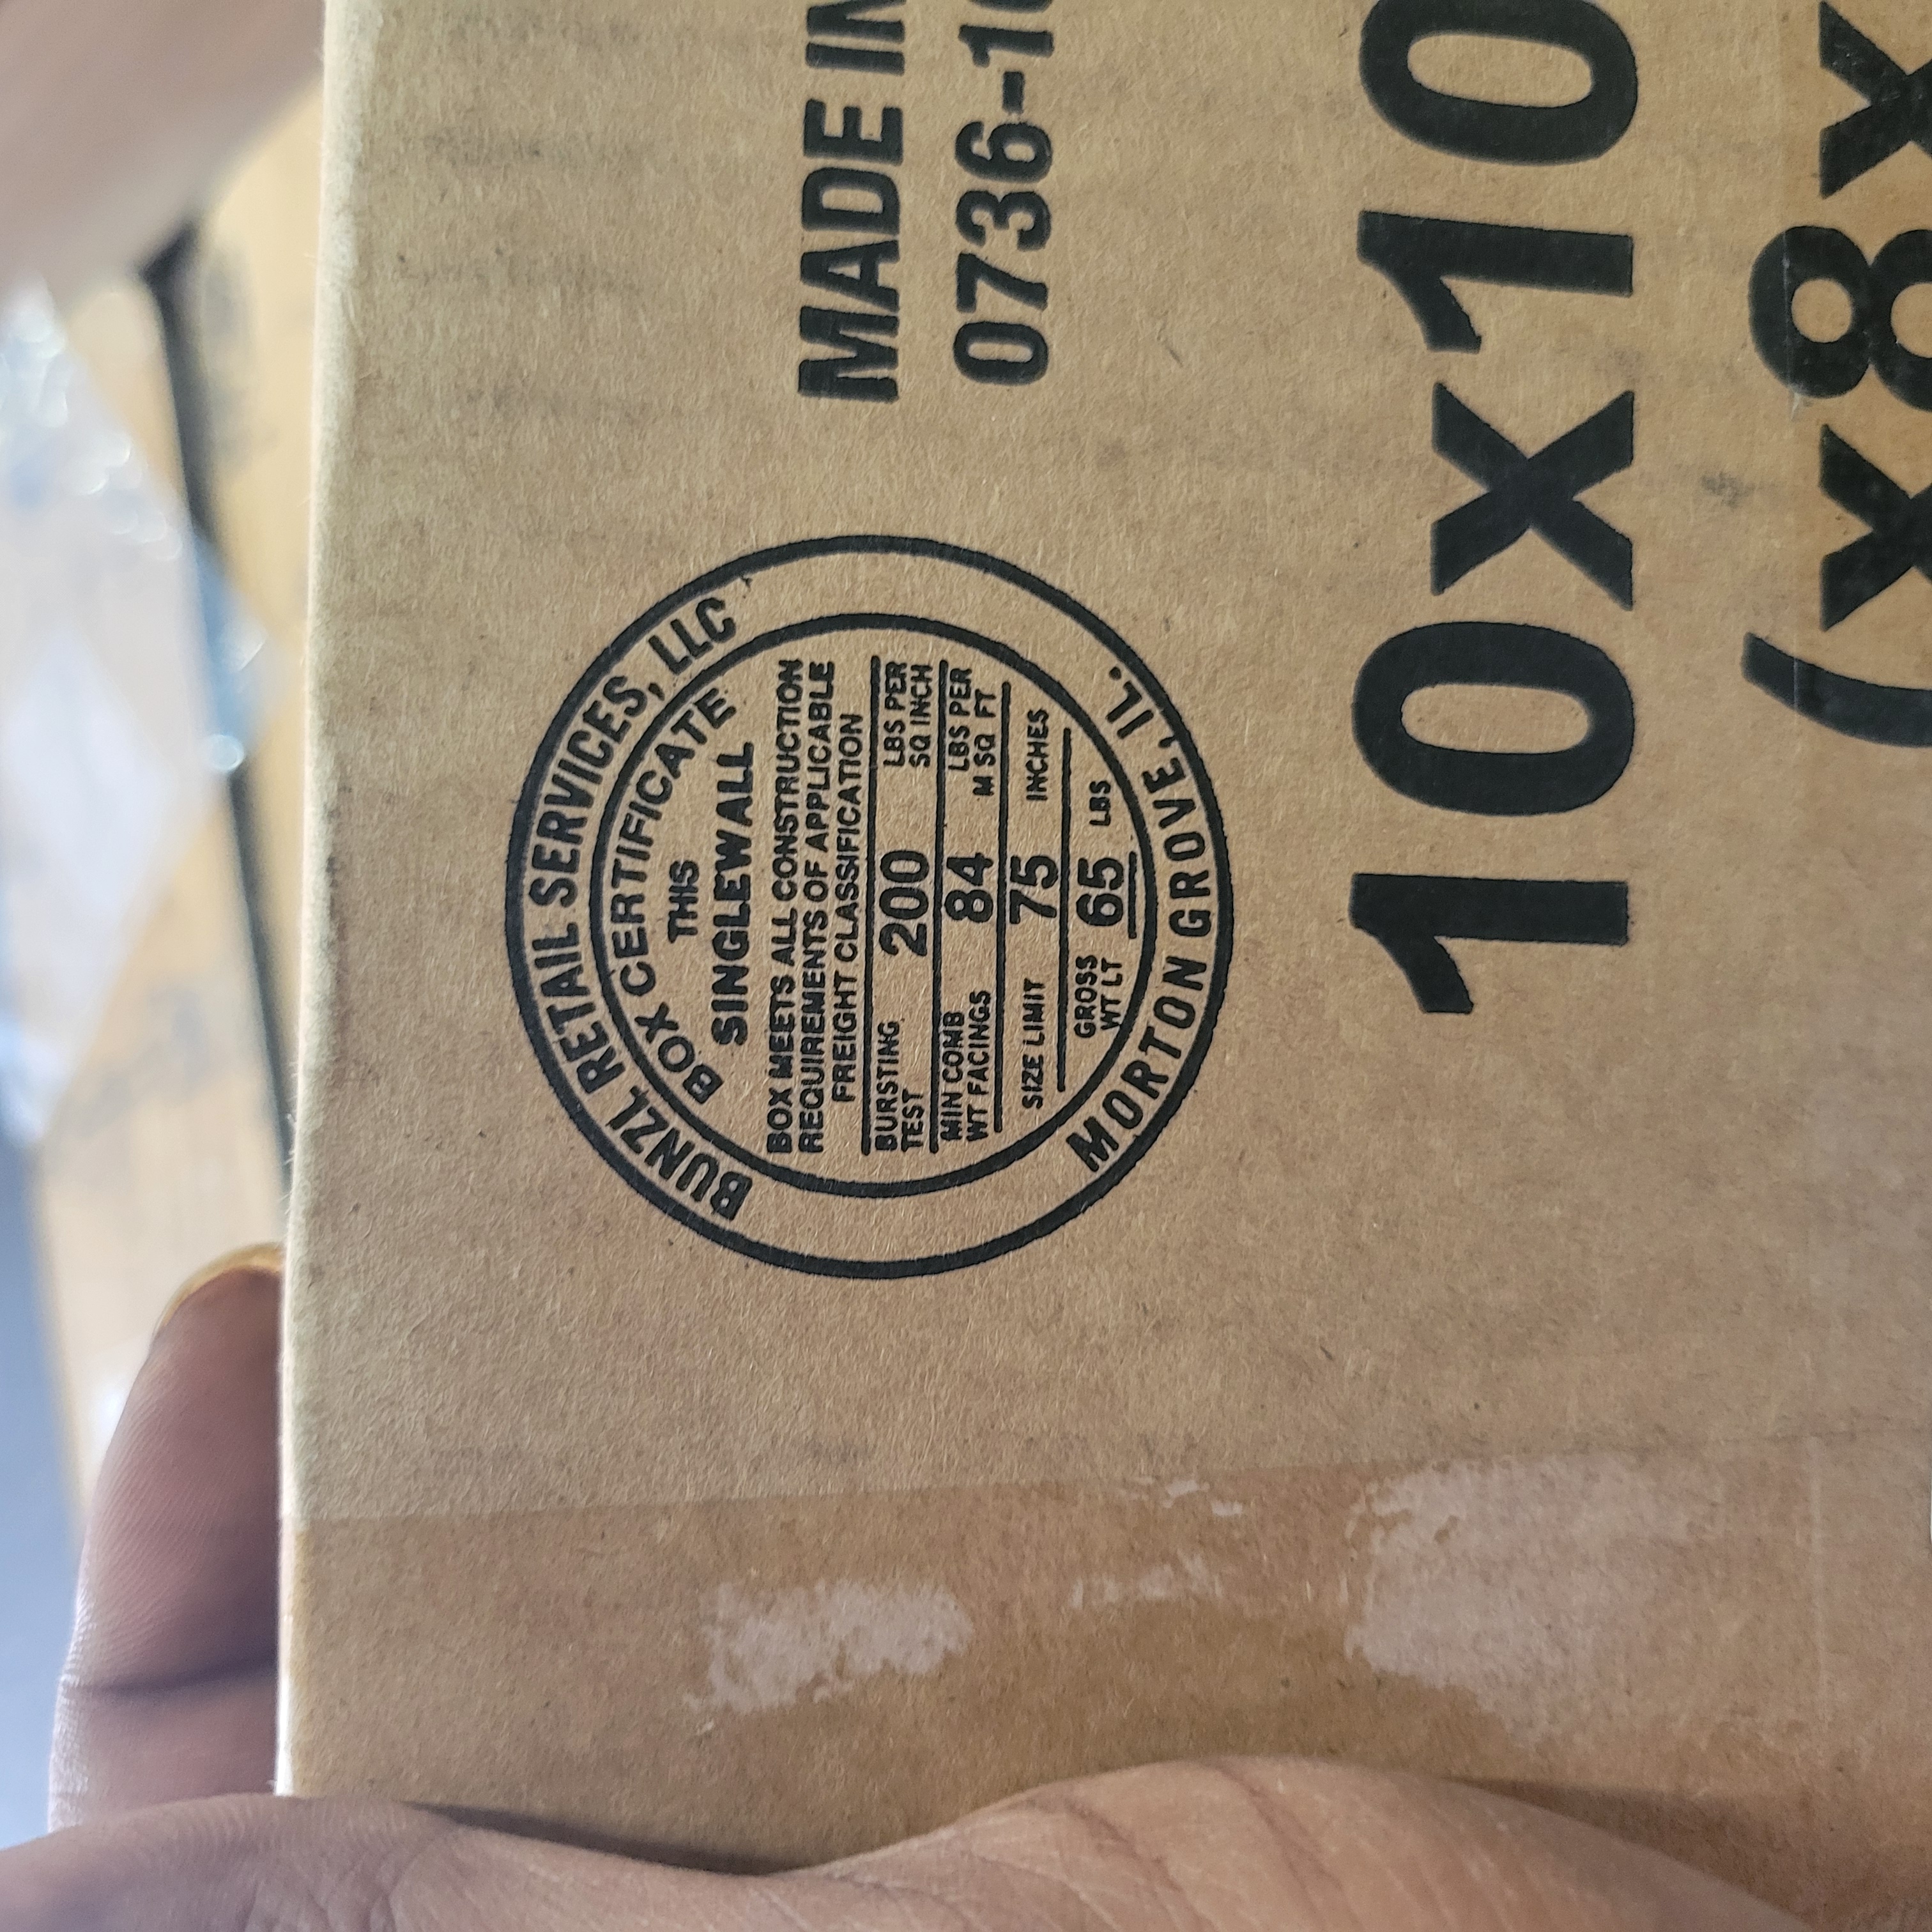 BUNZL RETAIL SERVICES, LLC
BOX CERTIFICATE
THIS
SINGLEWALL
BOX MEETS ALL CONSTRUCTION
REQUIREMENTS OF APPLICABLE
FREIGHT CLASSIFICATION
BURSTING TEST 200 LBS PER SQ INCH
MIN COMB WT FACINGS 84 LBS PER M SQ FT
SIZE LIMIT 75 INCHES
GROSS WT LT 65 LBS
MORTON GROVE, IL.
MADE IN
0736-10
10x10
(x8x